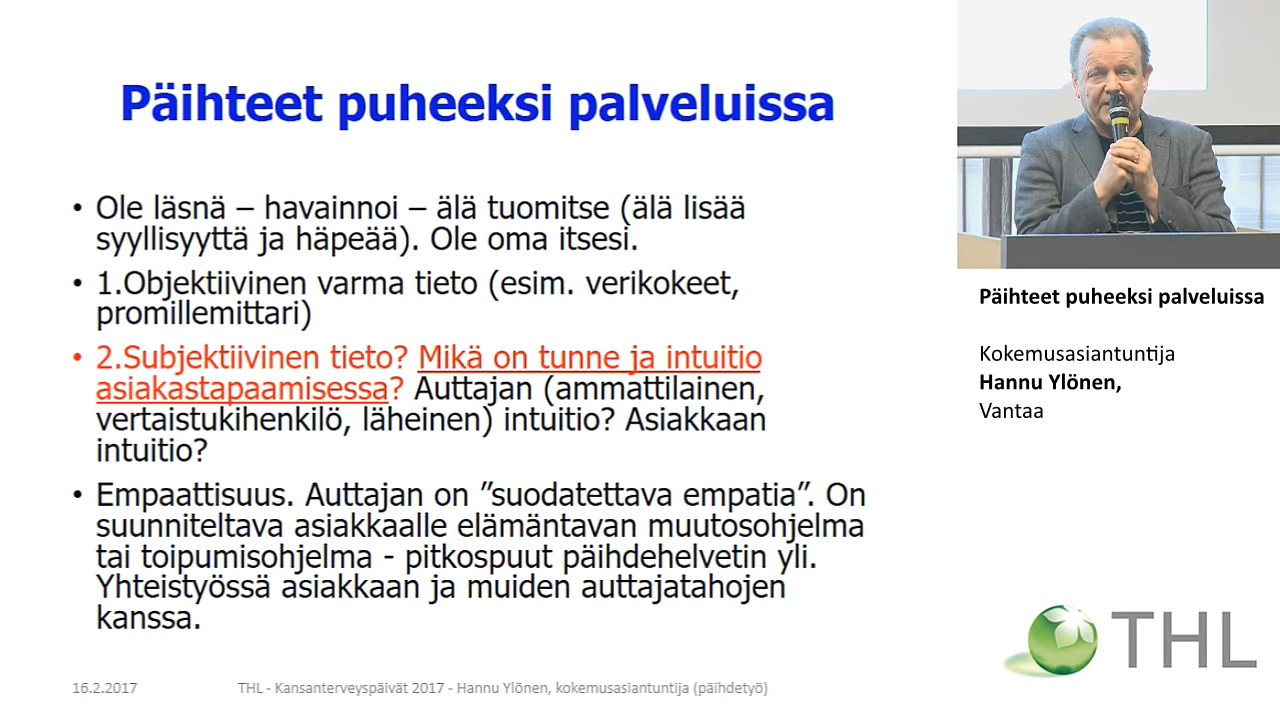 Päihteet puheeksi palveluissa
• Ole läsnä – havainnoi – älä tuomitse (älä lisää
syyllisyyttä ja häpeää). Ole oma itsesi.
• 1.Objektiivinen varma tieto (esim. verikokeet,
promillemittari)
• 2.Subjektiivinen tieto? Mikä on tunne ja intuitio
asiakastapaamisessa? Auttajan (ammattilainen,
vertaistukihenkilö, läheinen) intuitio? Asiakkaan
intuitio?
• Empaattisuus. Auttajan on ”suodatettava empatia”. On
suunniteltava asiakkaalle elämäntavan muutosohjelma
tai toipumisohjelma - pitkospuut päihdehelvetin yli.
Yhteistyössä asiakkaan ja muiden auttajatahojen
kanssa.
16.2.2017
THL - Kansanterveyspäivät 2017 - Hannu Ylönen, kokemusasiantuntija (päihdetyö)
Päihteet puheeksi palveluissa
Kokemusasiantuntija
Hannu Ylönen,
Vantaa
THL